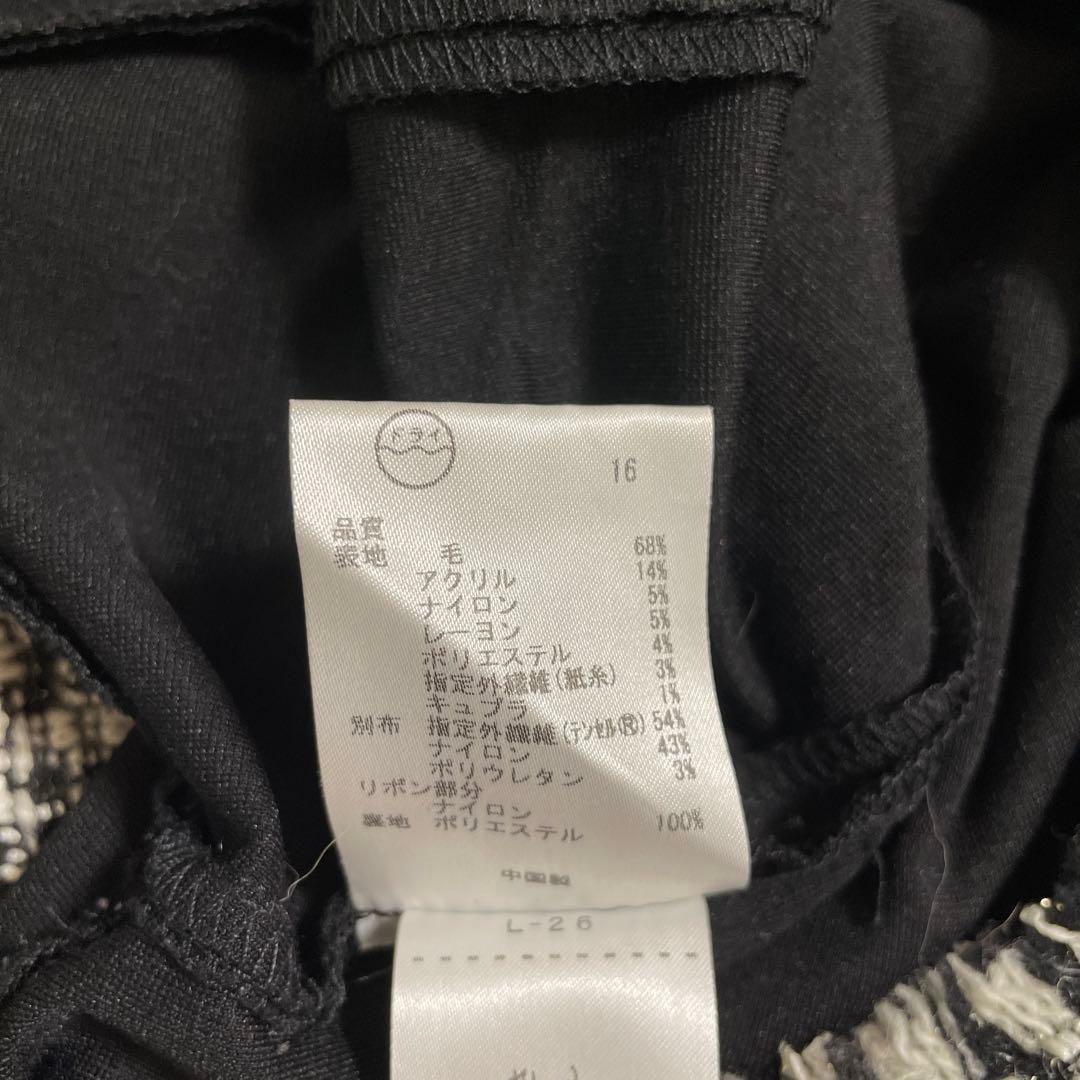 ドライ
16
品質
表地 毛 68%
アクリル 14%
ナイロン 5%
レーヨン 5%
ポリエステル 4%
指定外繊維(紙糸) 3%
キュプラ 1%
別布 指定外繊維(テンセル®) 54%
ナイロン 43%
ポリウレタン 3%
リボン部分
ナイロン
裏地 ポリエステル 100%
中国製
L-26